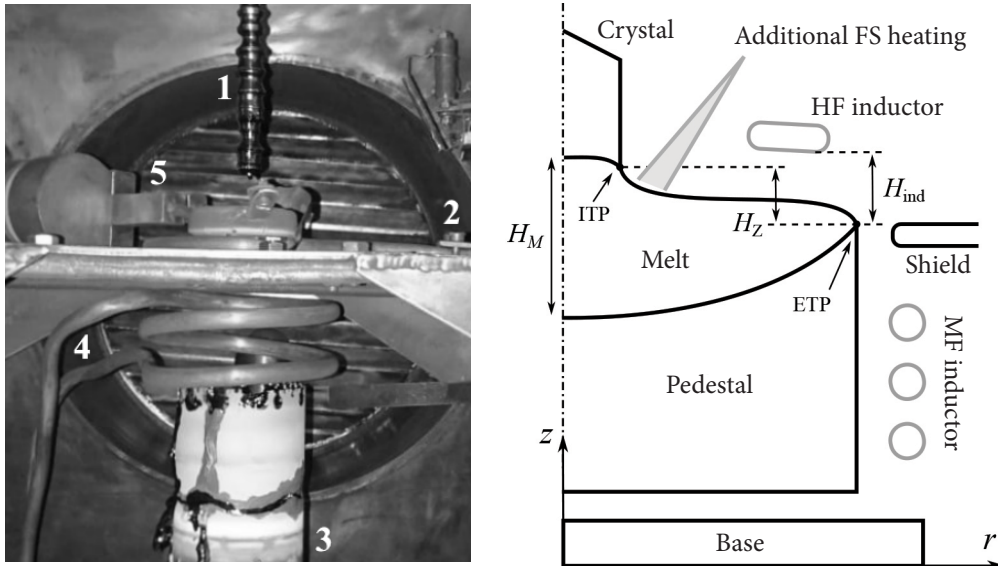 1
5
2
4
3
Crystal
Additional FS heating
HF inductor
ITP
H_ind
H_Z
H_M
Melt
Shield
ETP
MF inductor
Pedestal
z
Base
r